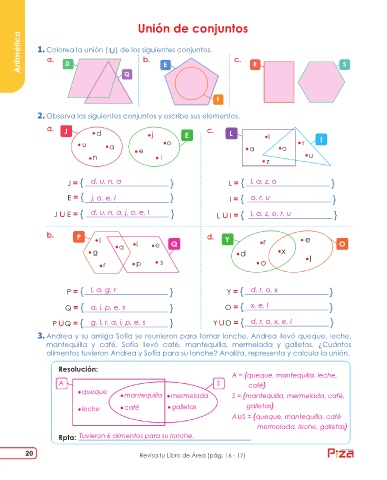 Unión de conjuntos
Aritmética
1. Colorea la unión (∪) de los siguientes conjuntos.
a. b. c.
D Q E F R S
2. Observa los siguientes conjuntos y escribe sus elementos.
a. J E
•d •j
•u •a •o
•e
•n •i
c. L I
•l •r
•a •o
•u
•z
J = { d, u, n, a }
E = { j, o, e, i }
J U E = { d, u, n, a, j, o, e, i }
L = { l, a, z, o }
I = { o, r, u }
L U I = { l, a, z, o, r, u }
b. P Q
•l •i •e
•a
•g
•r •p •s
d. Y O
•r •e
•d •x
•o •l
P = { l, a, g, r }
Q = { a, i, p, e, s }
P U Q = { g, l, r, a, i, p, e, s }
Y = { d, r, o, x }
O = { x, e, l }
Y U O = { d, r, o, x, e, l }
3. Andrea y su amiga Sofía se reunieron para tomar lonche. Andrea llevó queque, leche,
mantequilla y café. Sofía llevó café, mantequilla, mermelada y galletas. ¿Cuántos
alimentos tuvieron Andrea y Sofía para su lonche? Analiza, representa y calcula la unión.
Resolución:
A S
•queque •mantequilla •mermelada
•leche •café •galletas
A = {queque, mantequilla, leche,
café}
S = {mantequilla, mermelada, café,
galletas}
AUS = {queque, mantequilla, café
mermelada, leche, galletas}
Rpta: Tuvieron 6 alimentos para su lonche.
20
Revisa tu Libro de Área (pág. 16 - 17)
Pizza